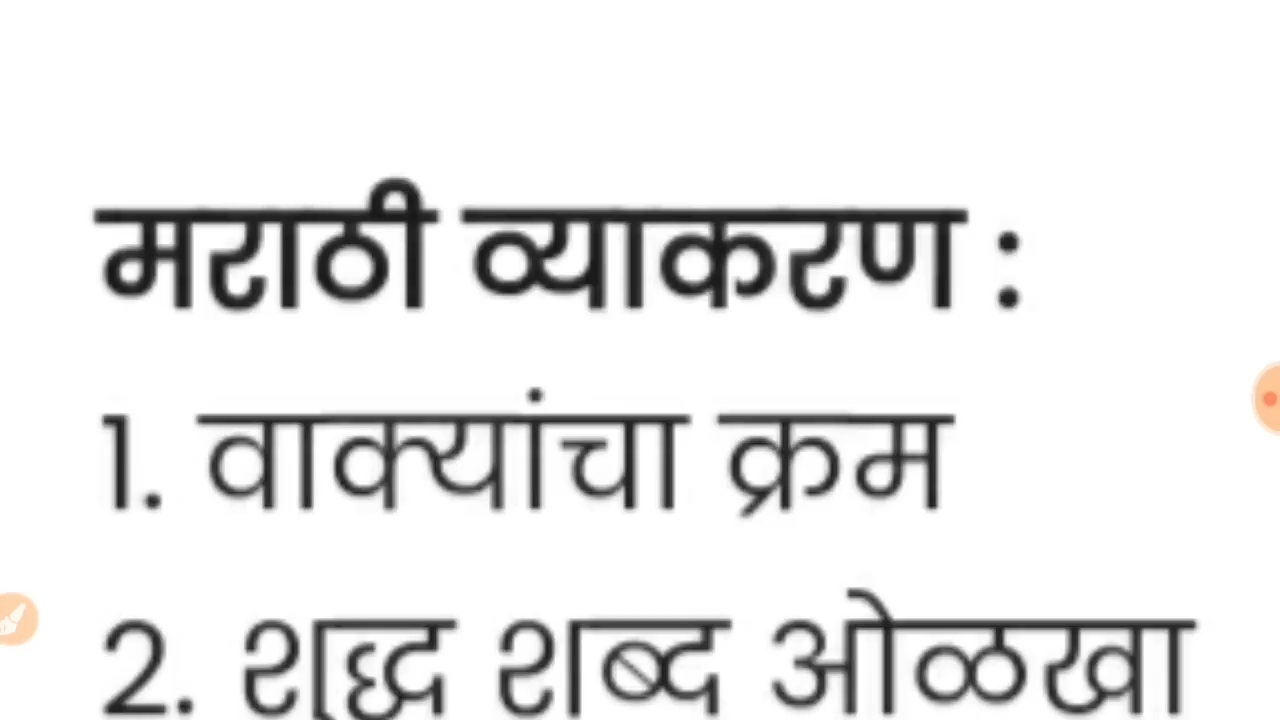 मराठी व्याकरण :
1. वाक्यांचा क्रम
2. शुद्ध शब्द ओळखा